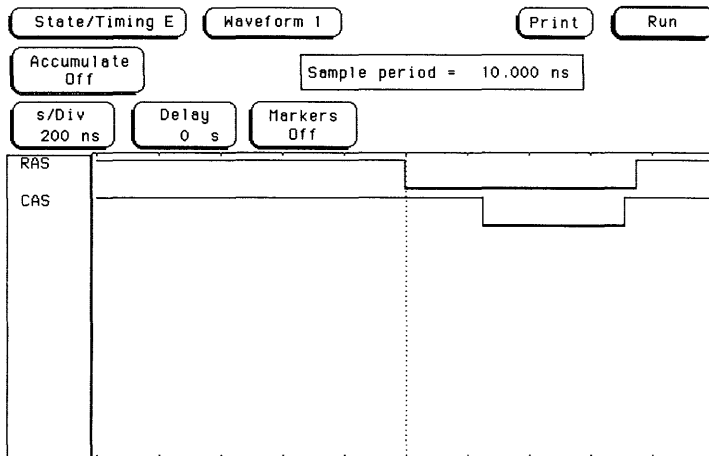 State/Timing E
Waveform 1
Print
Run
Accumulate
Off
Sample period = 10.000 ns
s/Div
200 ns
Delay
0 s
Markers
Off
RAS
CAS